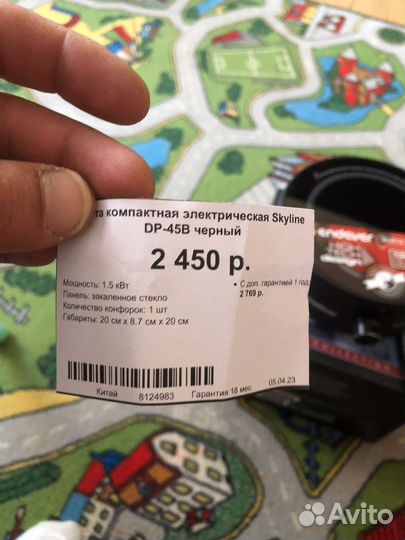 та компактная электрическая Skyline
DP-45B черный
2 450 р.
Мощность: 1.5 кВт
Панель: закаленное стекло
Количество конфорок: 1 шт
Габариты: 20 см х 8.7 см х 20 см
• С доп. гарантией 1 год:
2 769 р.
Китай 8124983 Гарантия 18 мес. 05.04.23
endever
Avito